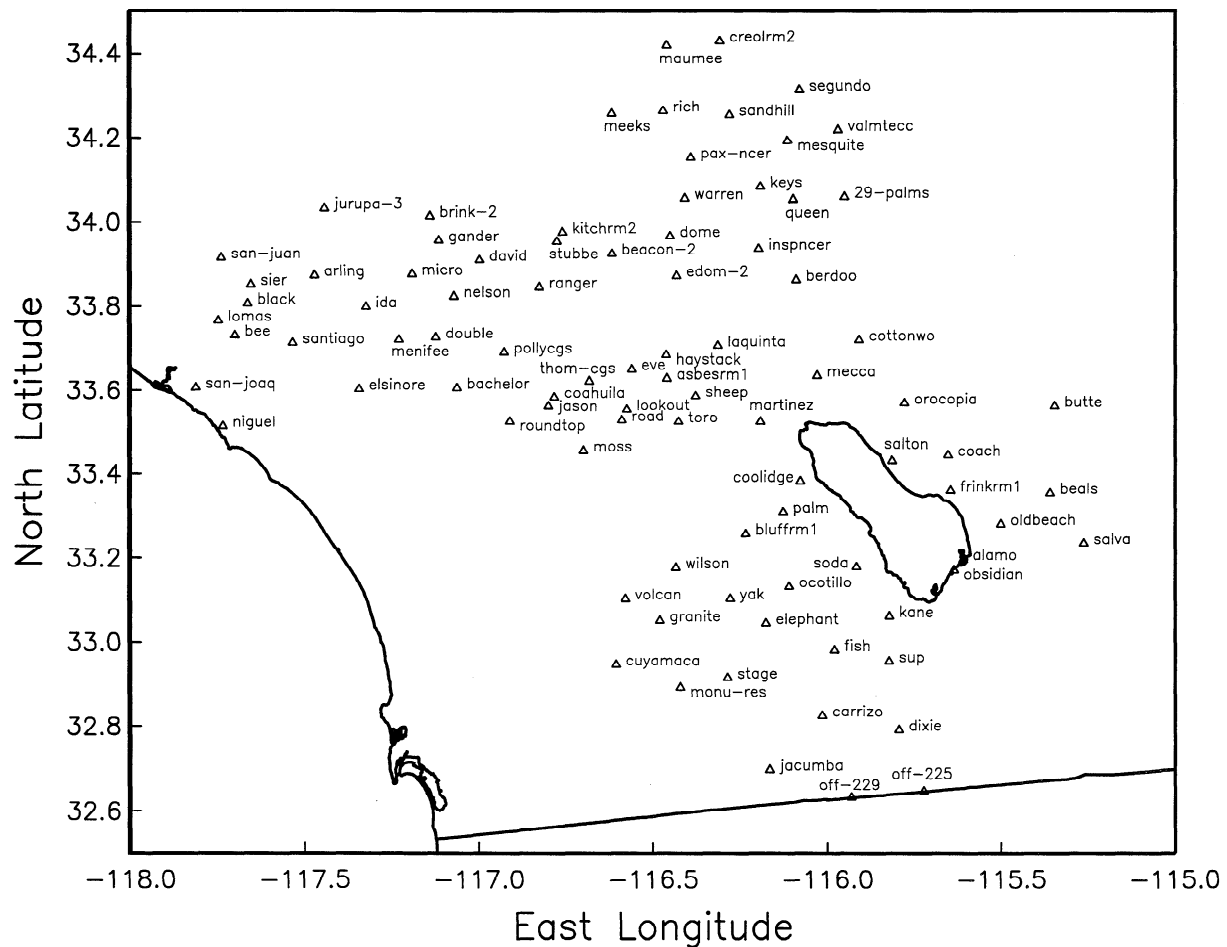 creolrm2
34.4
maumee
segundo
rich
sandhill
meeks
valmtecc
34.2
mesquite
pax-ncer
keys
warren
29-palms
jurupa-3
queen
34.0
brink-2
kitchrm2
dome
gander
inspncer
san-juan
stubbe
beacon-2
david
arling
micro
edom-2
sier
berdoo
ranger
nelson
33.8
black
ida
lomas
bee
double
santiago
cottonwo
laquinta
menifee
pollycgs
haystack
eve
thom-cgs
asbesrm1
mecca
33.6
san-joaq
elsinore
bachelor
coahuila
sheep
orocopia
butte
jason
lookout
martinez
niguel
roundtop
road
toro
moss
salton
coach
33.4
coolidge
frinkrm1
beals
palm
oldbeach
bluffrm1
salva
33.2
alamo
wilson
soda
obsidian
ocotillo
volcan
yak
granite
elephant
kane
33.0
fish
cuyamaca
sup
stage
monu-res
32.8
carrizo
dixie
jacumba
off-225
off-229
32.6
North Latitude
-118.0
-117.5
-117.0
-116.5
-116.0
-115.5
-115.0
East Longitude